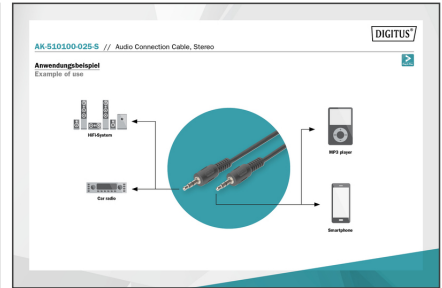 DIGITUS®
AK-510100-025-S // Audio Connection Cable, Stereo
Anwendungsbeispiel
Example of use
HiFi-System
MP3 player
Car radio
Smartphone